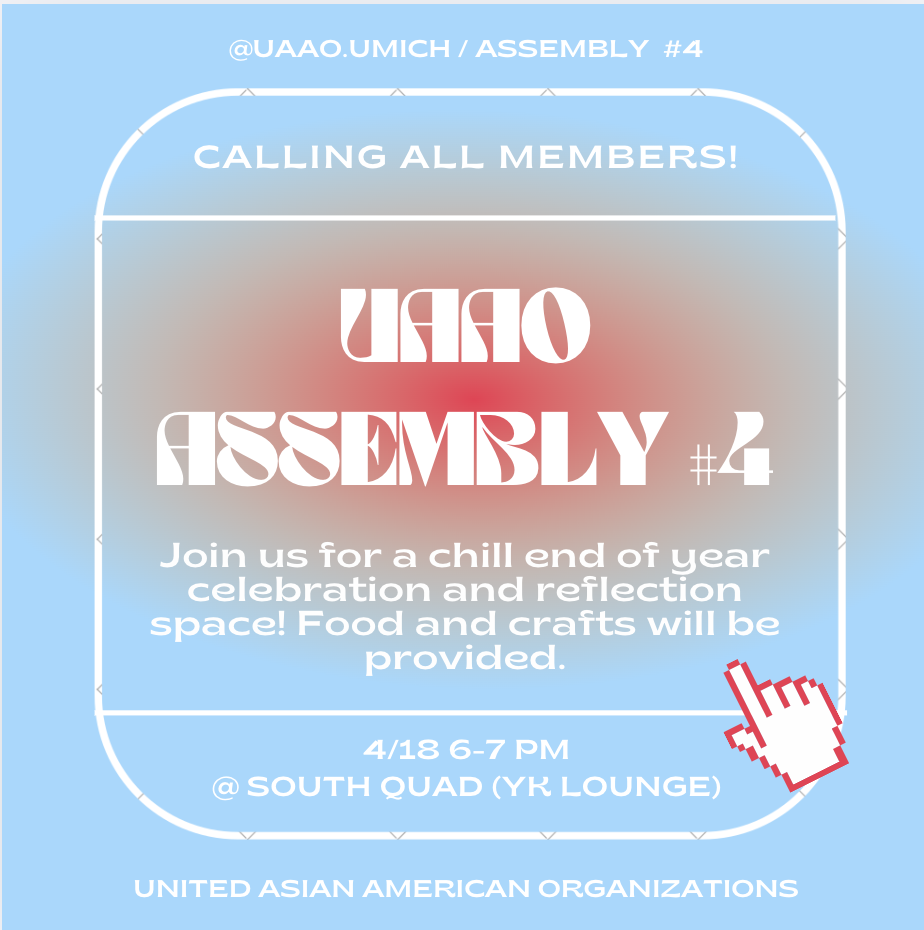 @UAAO.UMICH / ASSEMBLY #4
CALLING ALL MEMBERS!
UAAO
ASSEMBLY #4
Join us for a chill end of year
celebration and reflection
space! Food and crafts will be
provided.
4/18 6-7 PM
@ SOUTH QUAD (YK LOUNGE)
UNITED ASIAN AMERICAN ORGANIZATIONS